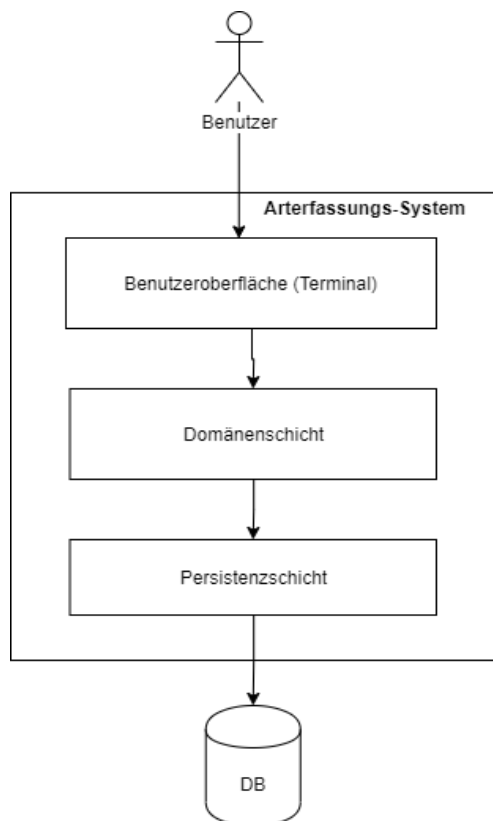 Benutzer
Arterfassungs-System
Benutzeroberfläche (Terminal)
Domänenschicht
Persistenzschicht
DB